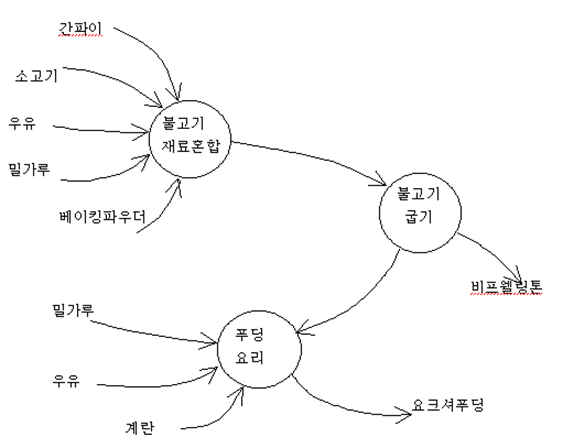 간파이
소고기
우유
밀가루
베이킹파우더
불고기
재료혼합
불고기
굽기
비프웰링톤
밀가루
우유
계란
푸딩
요리
요크셔푸딩